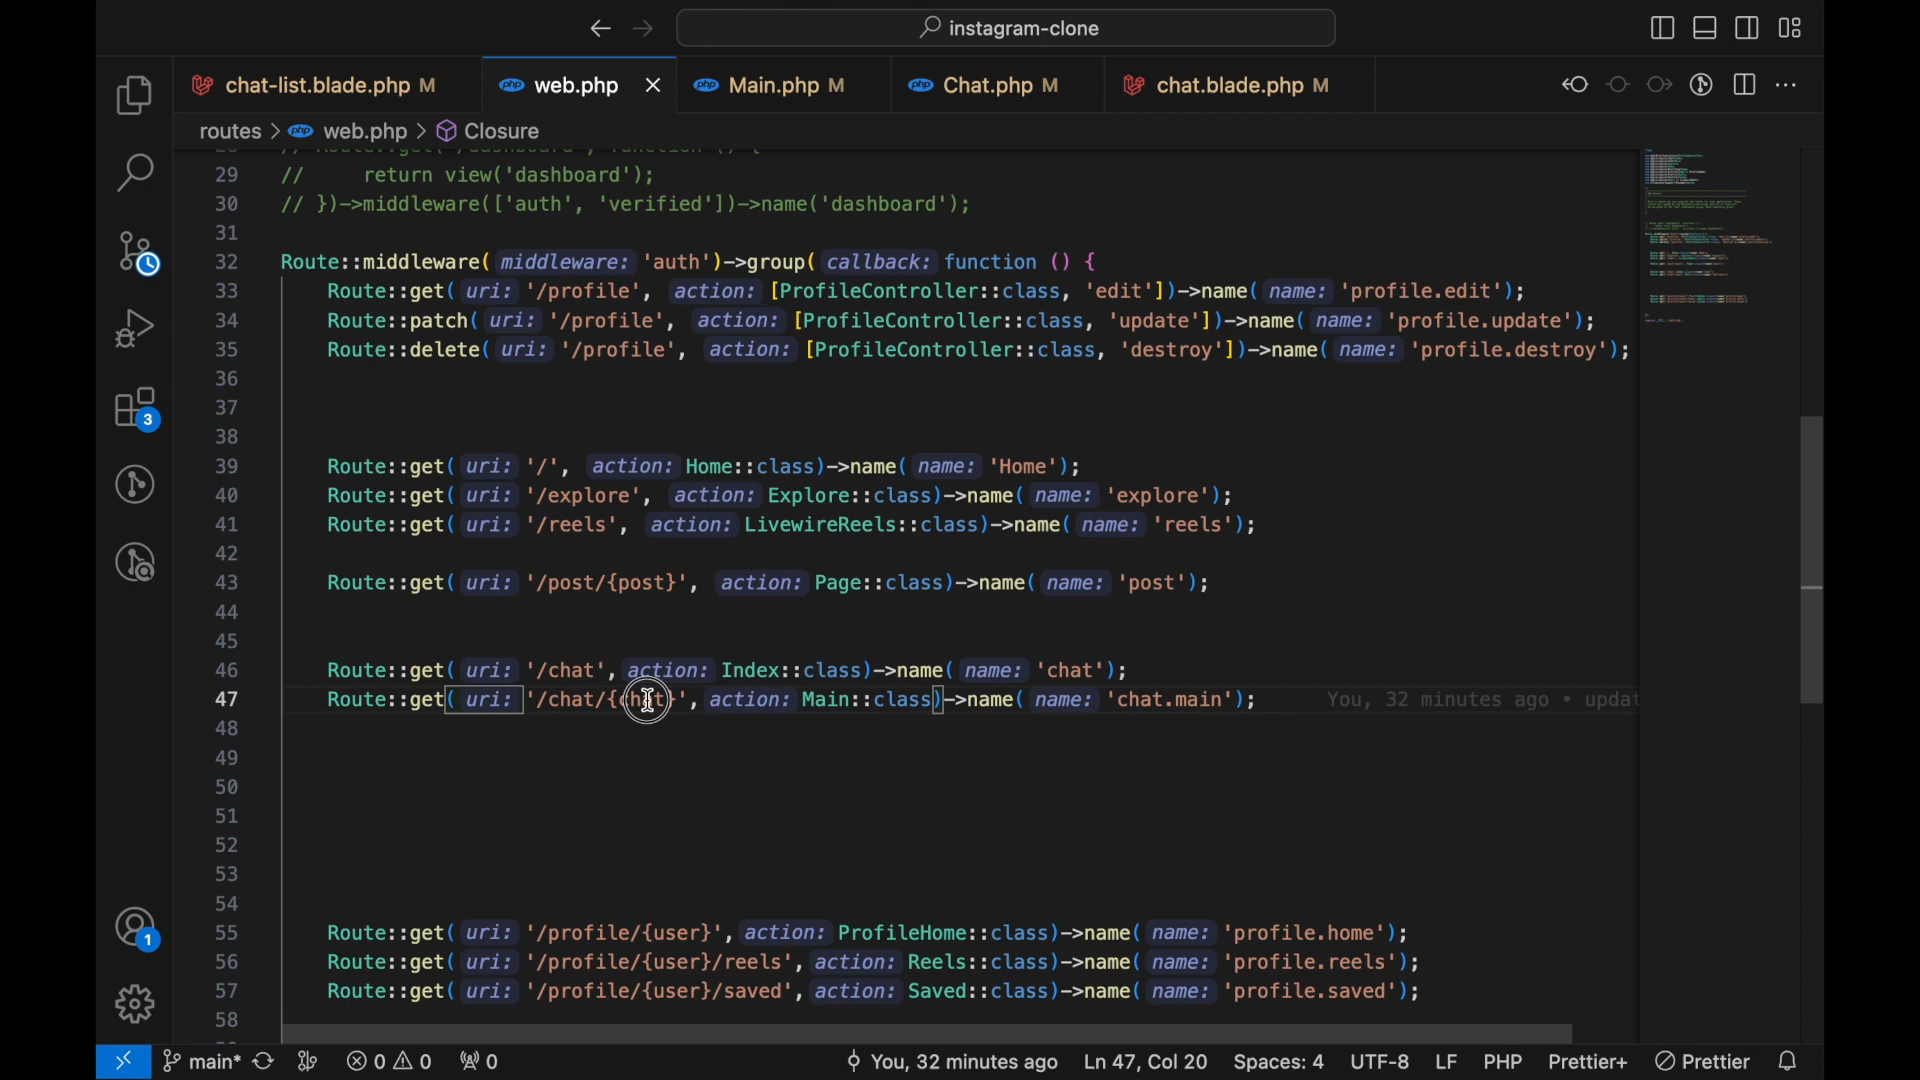 instagram-clone
chat-list.blade.php M
web.php
Main.php M
Chat.php M
chat.blade.php M
routes > web.php > Closure
29 // return view('dashboard');
30 // })->middleware(['auth', 'verified'])->name('dashboard');
31
32 Route::middleware( middleware: 'auth')->group( callback: function () {
33 Route::get( uri: '/profile', action: [ProfileController::class, 'edit'])->name( name: 'profile.edit');
34 Route::patch( uri: '/profile', action: [ProfileController::class, 'update'])->name( name: 'profile.update');
35 Route::delete( uri: '/profile', action: [ProfileController::class, 'destroy'])->name( name: 'profile.destroy');
36
37
38
39 Route::get( uri: '/', action: Home::class)->name( name: 'Home');
40 Route::get( uri: '/explore', action: Explore::class)->name( name: 'explore');
41 Route::get( uri: '/reels', action: LivewireReels::class)->name( name: 'reels');
42
43 Route::get( uri: '/post/{post}', action: Page::class)->name( name: 'post');
44
45
46 Route::get( uri: '/chat', action: Index::class)->name( name: 'chat');
47 Route::get( uri: '/chat/{chat}', action: Main::class)->name( name: 'chat.main'); You, 32 minutes ago • updat
48
49
50
51
52
53
54
55 Route::get( uri: '/profile/{user}', action: ProfileHome::class)->name( name: 'profile.home');
56 Route::get( uri: '/profile/{user}/reels', action: Reels::class)->name( name: 'profile.reels');
57 Route::get( uri: '/profile/{user}/saved', action: Saved::class)->name( name: 'profile.saved');
58
3
1
main* 0 0 0 You, 32 minutes ago Ln 47, Col 20 Spaces: 4 UTF-8 LF PHP Prettier+ Prettier